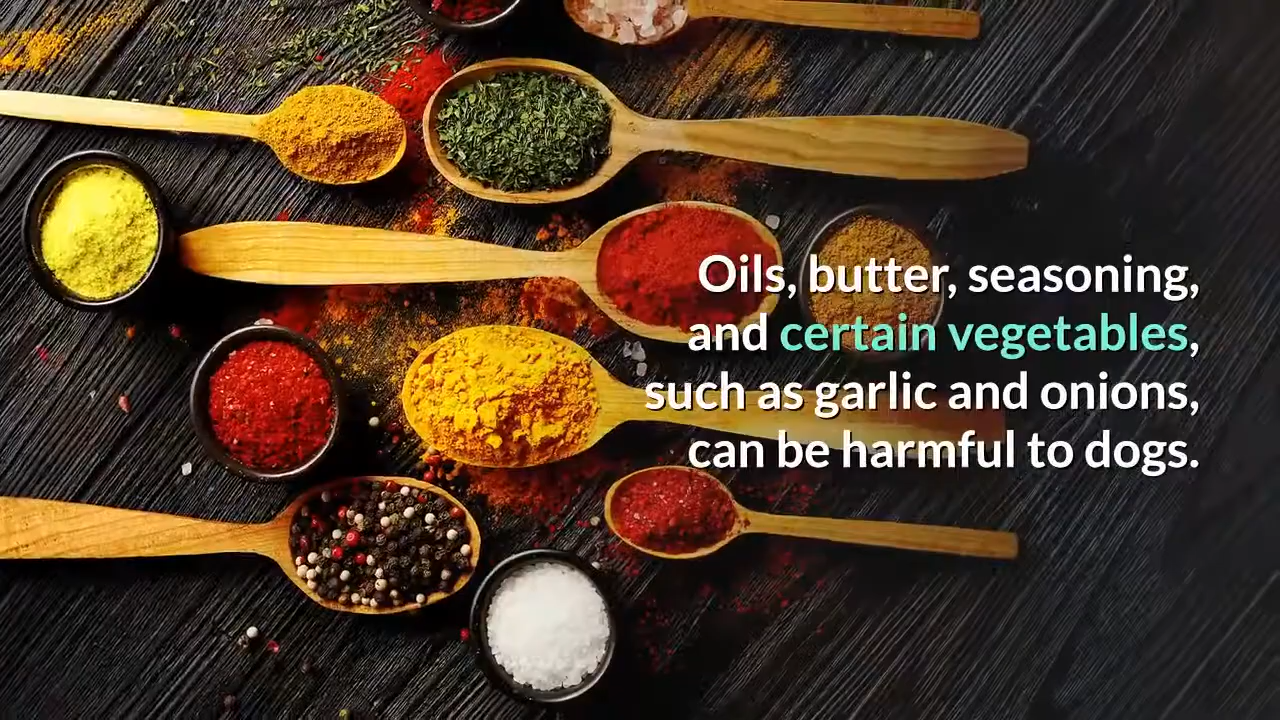 Oils, butter, seasoning,
and certain vegetables,
such as garlic and onions,
can be harmful to dogs.